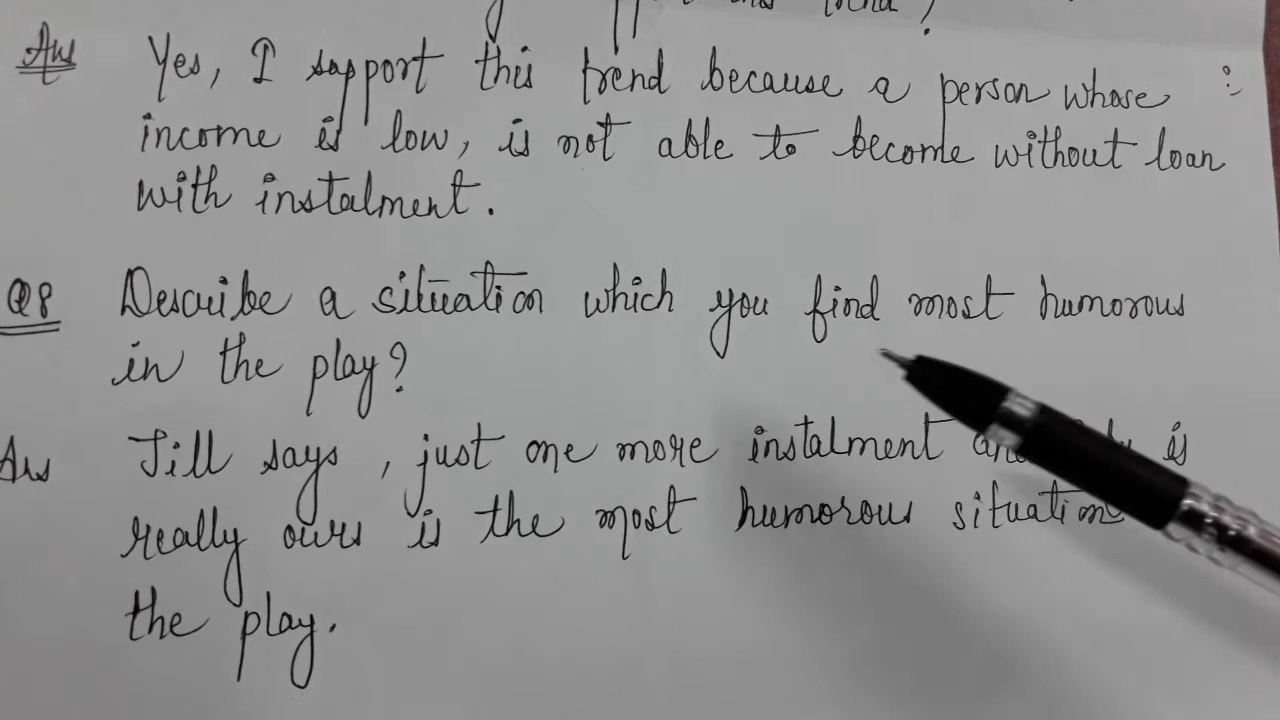 trend?
Ans Yes, I support this trend because a person whose
income is low, is not able to become without loan
with instalment.
Q8 Describe a situation which you find most humorous
in the play?
Ans Jill says, just one more instalment is
really ours is the most humorous situation
the play.